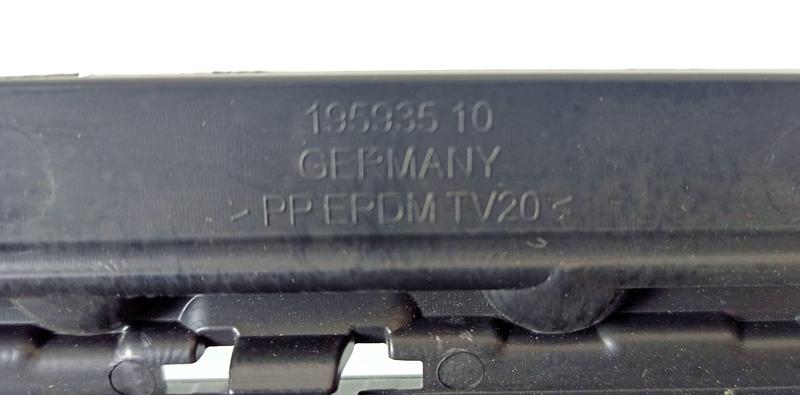 195935 10
GERMANY
> PP EPDM TV20 <